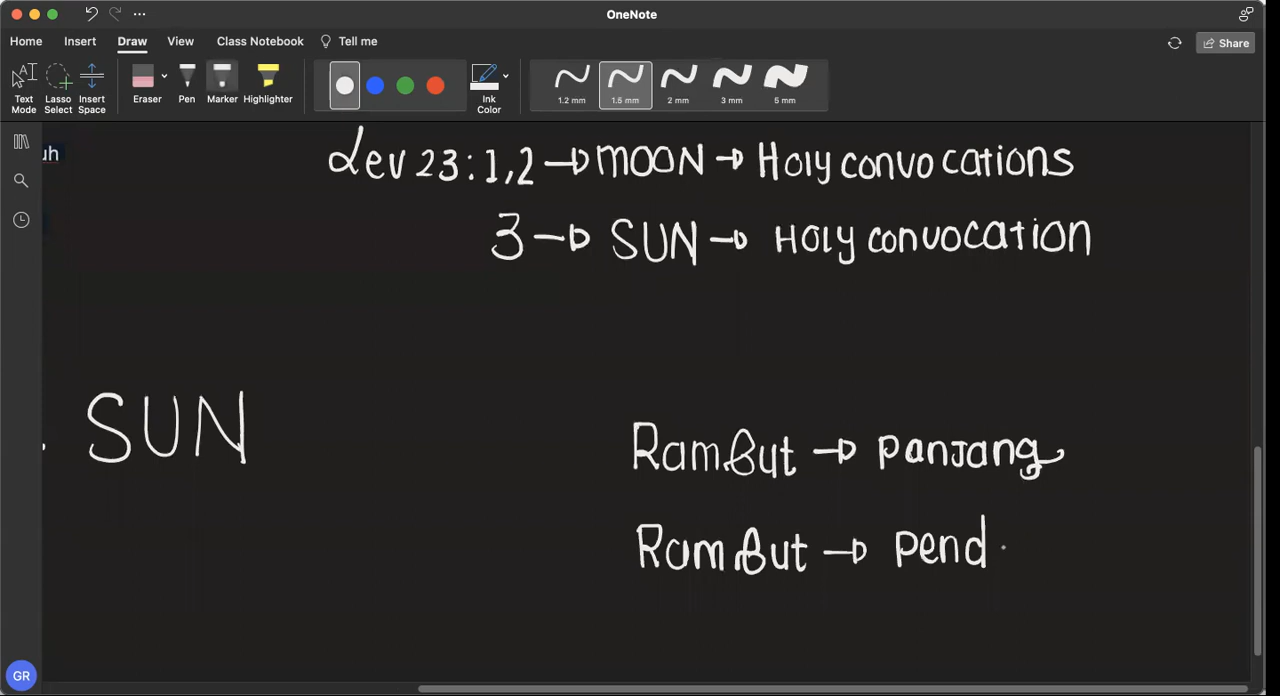 OneNote
Home Insert Draw View Class Notebook Tell me Share
Text Mode Lasso Select Insert Space Eraser Pen Marker Highlighter Ink Color 1.2 mm 1.5 mm 2 mm 3 mm 5 mm
uh
Lev 23:1,2 → MOON → Holy convocations
3 → SUN → Holy convocation
. SUN
Rambut → panjang
Rambut → pend
GR